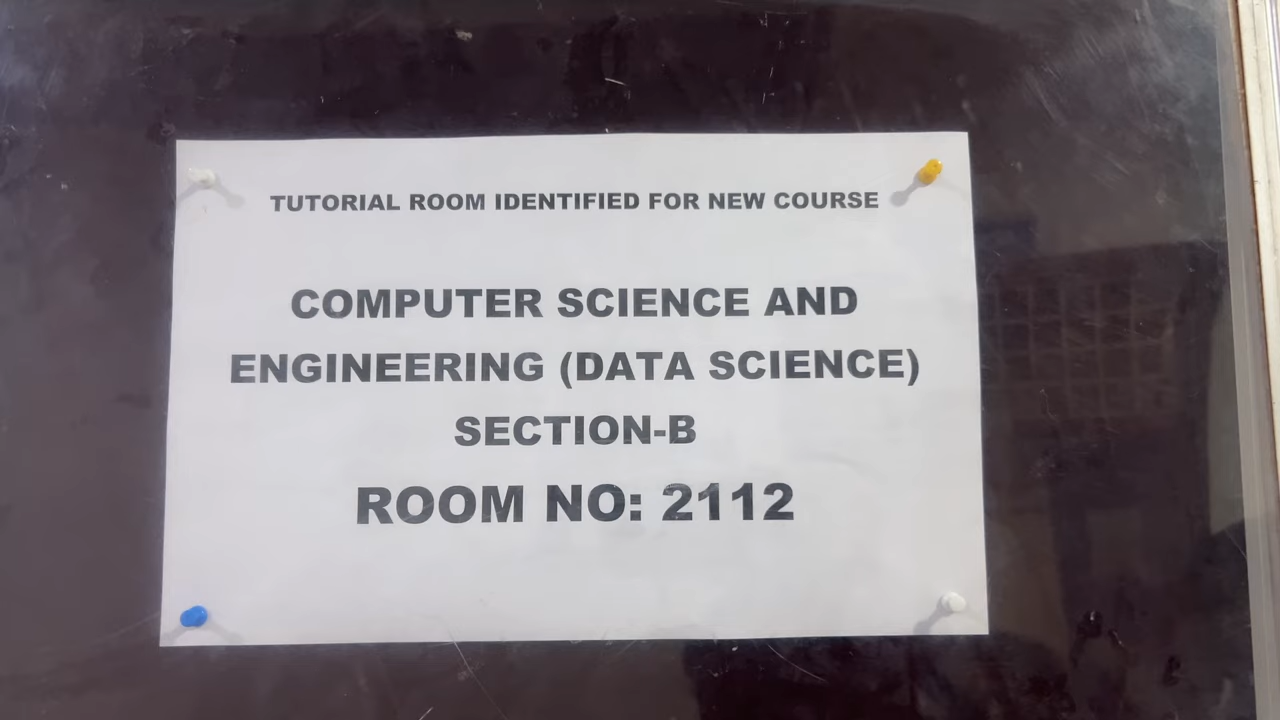 TUTORIAL ROOM IDENTIFIED FOR NEW COURSE
COMPUTER SCIENCE AND
ENGINEERING (DATA SCIENCE)
SECTION-B
ROOM NO: 2112